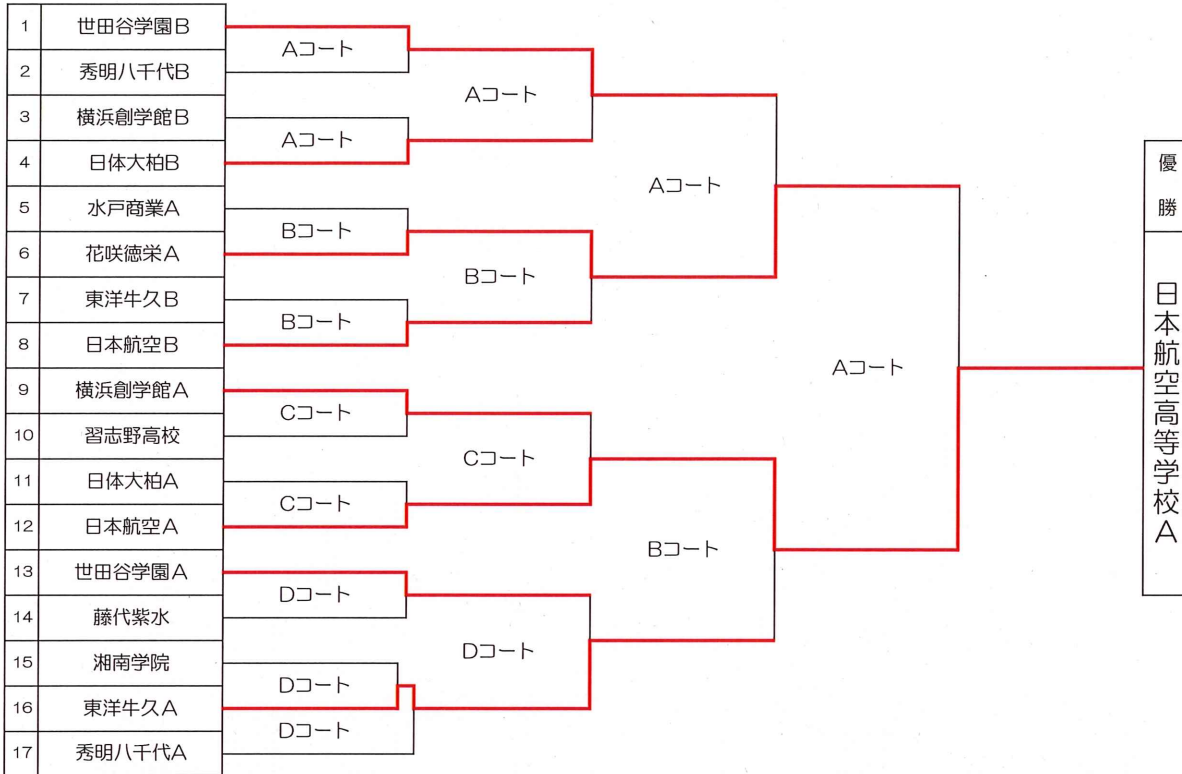 1 世田谷学園B
2 秀明八千代B
3 横浜創学館B
4 日体大柏B
5 水戸商業A
6 花咲徳栄A
7 東洋牛久B
8 日本航空B
9 横浜創学館A
10 習志野高校
11 日体大柏A
12 日本航空A
13 世田谷学園A
14 藤代紫水
15 湘南学院
16 東洋牛久A
17 秀明八千代A
Aコート
Aコート
Bコート
Bコート
Cコート
Cコート
Dコート
Dコート
Dコート
Aコート
Bコート
Cコート
Dコート
Aコート
Bコート
Aコート
優勝
日本航空高等学校A